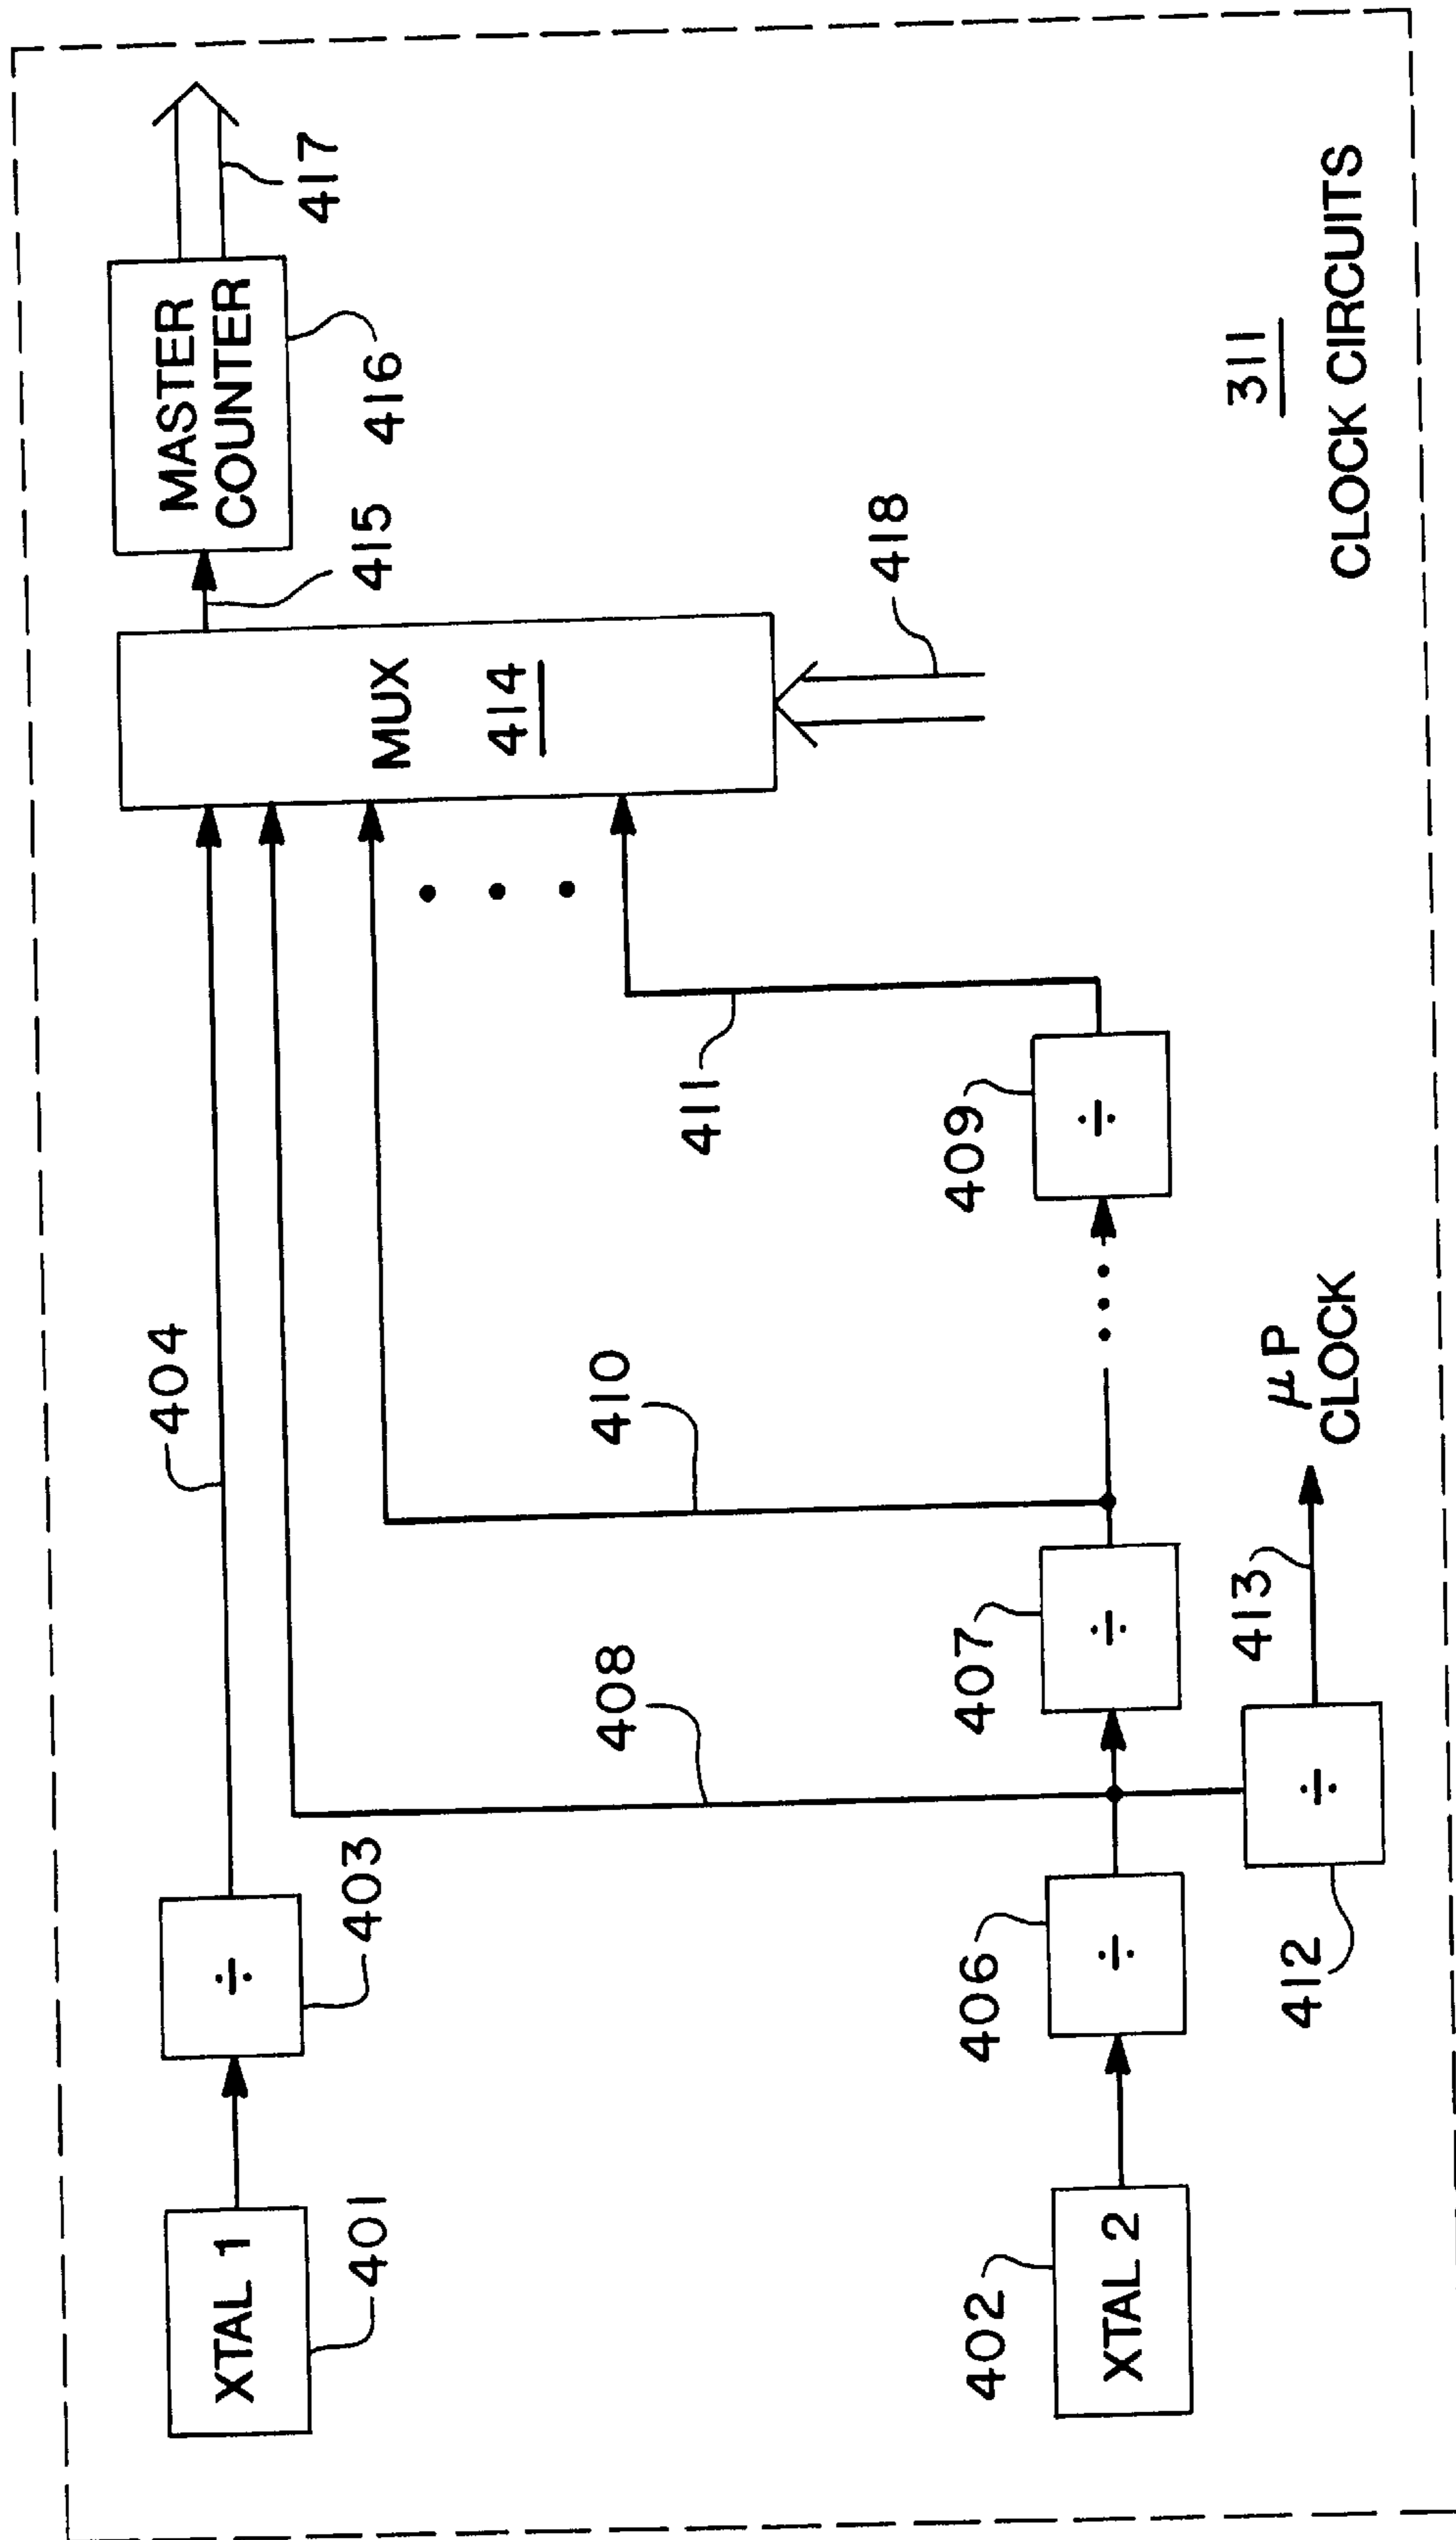 XTAL 1
401
÷
403
404
MUX
414
415
MASTER
COUNTER
416
417
418
408
410
411
XTAL 2
402
÷
406
÷
407
÷
409
÷
412
413
μP
CLOCK
311
CLOCK CIRCUITS